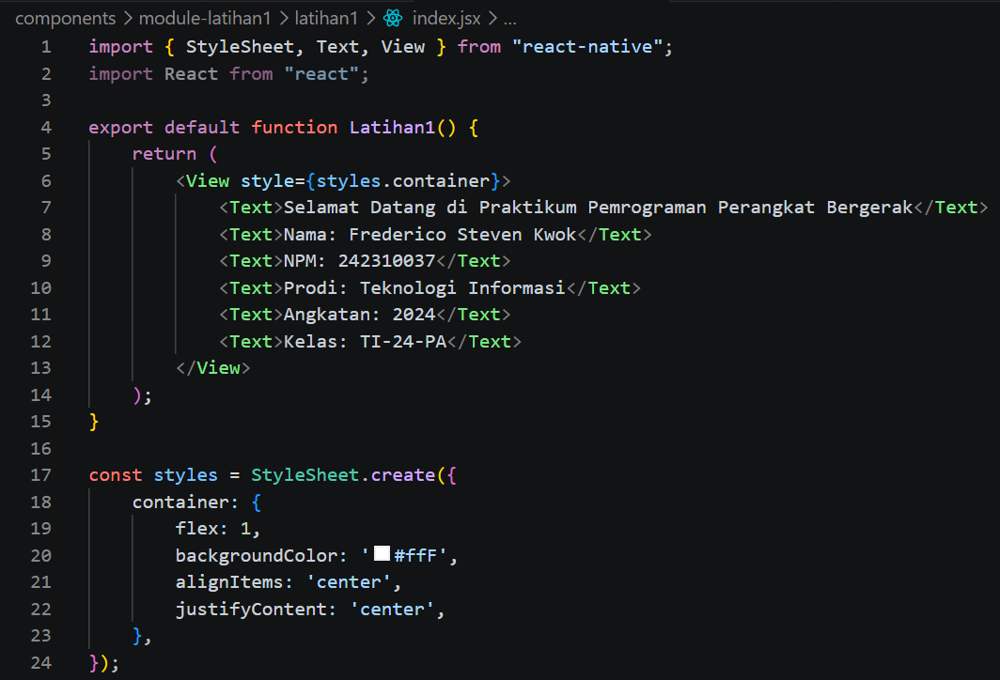 components > module-latihan1 > latihan1 > index.jsx > ...
1 import { StyleSheet, Text, View } from "react-native";
2 import React from "react";
3
4 export default function Latihan1() {
5     return (
6         <View style={styles.container}>
7             <Text>Selamat Datang di Praktikum Pemrograman Perangkat Bergerak</Text>
8             <Text>Nama: Frederico Steven Kwok</Text>
9             <Text>NPM: 242310037</Text>
10             <Text>Prodi: Teknologi Informasi</Text>
11             <Text>Angkatan: 2024</Text>
12             <Text>Kelas: TI-24-PA</Text>
13         </View>
14     );
15 }
16
17 const styles = StyleSheet.create({
18     container: {
19         flex: 1,
20         backgroundColor: '#ffF',
21         alignItems: 'center',
22         justifyContent: 'center',
23     },
24 });